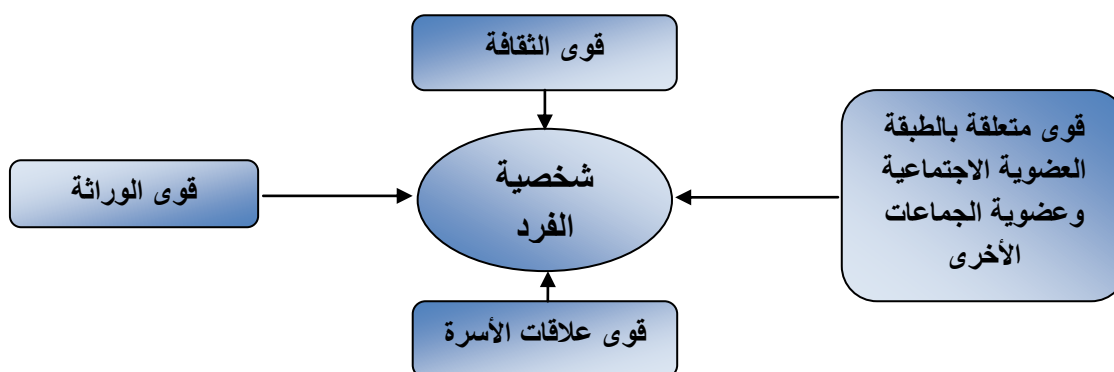 قوى الثقافة
قوى متعلقة بالطبقة
العضوية الاجتماعية
وعضوية الجماعات
الأخرى
شخصية
الفرد
قوى الوراثة
قوى علاقات الأسرة